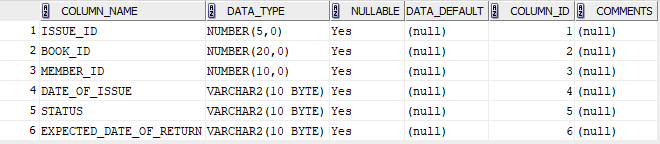 COLUMN_NAME DATA_TYPE NULLABLE DATA_DEFAULT COLUMN_ID COMMENTS
1 ISSUE_ID NUMBER(5,0) Yes (null) 1 (null)
2 BOOK_ID NUMBER(20,0) Yes (null) 2 (null)
3 MEMBER_ID NUMBER(10,0) Yes (null) 3 (null)
4 DATE_OF_ISSUE VARCHAR2(10 BYTE) Yes (null) 4 (null)
5 STATUS VARCHAR2(10 BYTE) Yes (null) 5 (null)
6 EXPECTED_DATE_OF_RETURN VARCHAR2(10 BYTE) Yes (null) 6 (null)